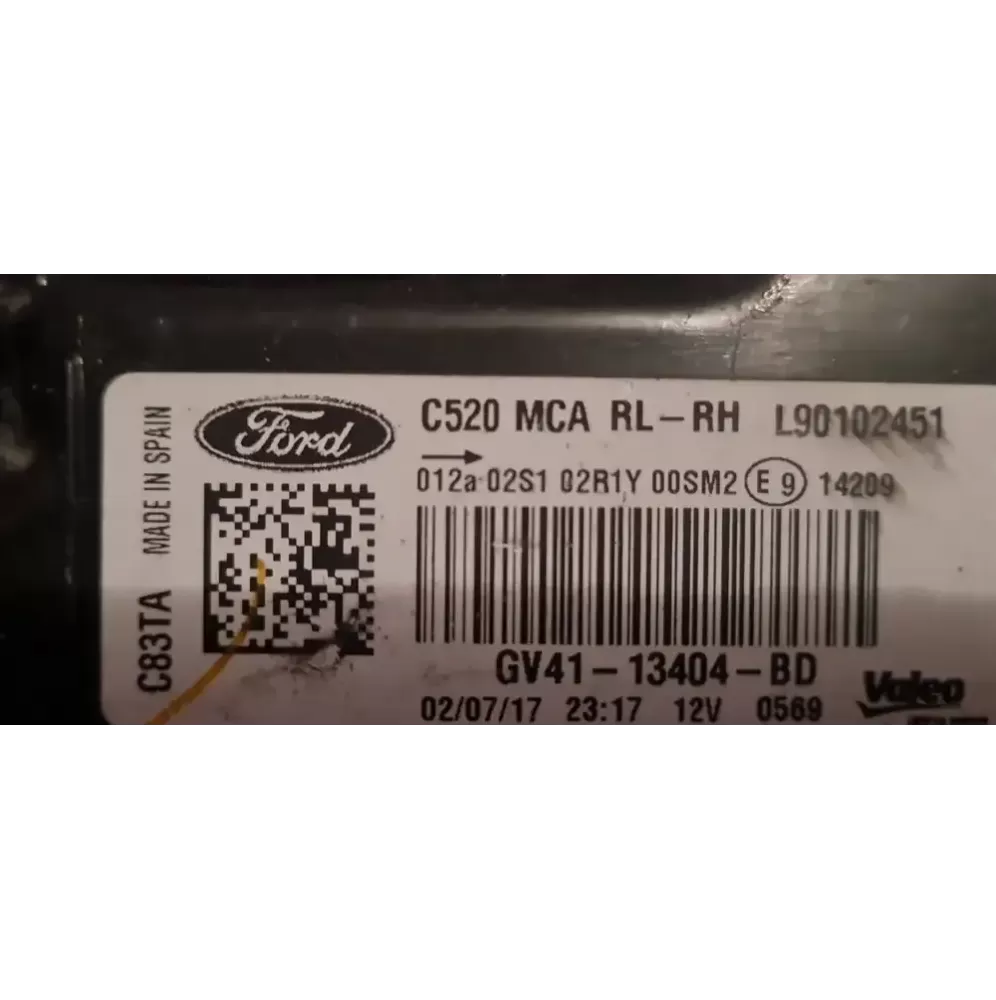 Ford
C520 MCA RL-RH L90102451
012a 02S1 02R1Y 00SM2 E9 14209
GV41-13404-BD
02/07/17 23:17 12V 0569
Valeo
MADE IN SPAIN
C83TA